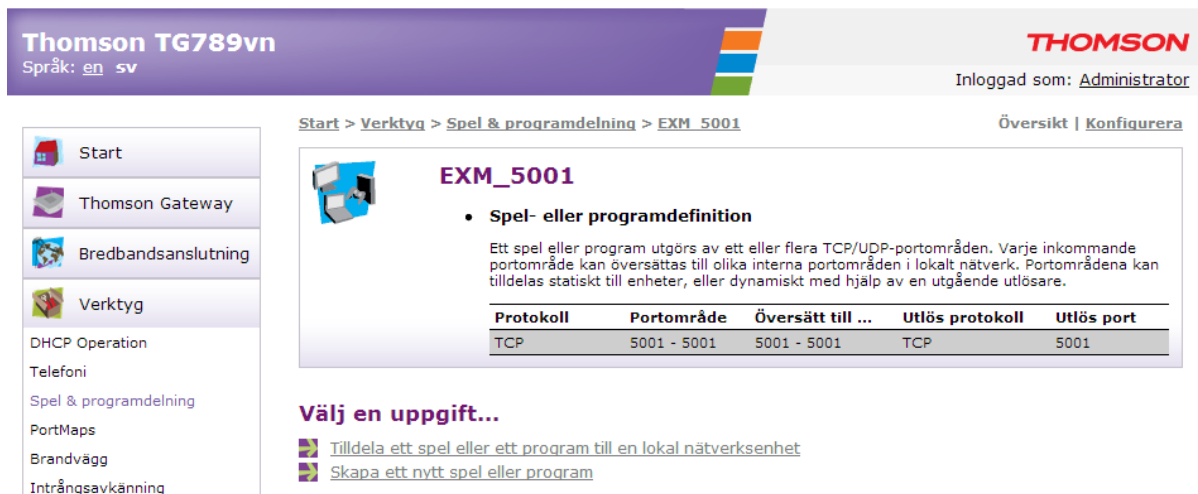 Thomson TG789vn
Språk: en sv
THOMSON
Inloggad som: Administrator
Start > Verktyg > Spel & programdelning > EXM_5001
Översikt | Konfigurera
Start
Thomson Gateway
Bredbandsanslutning
Verktyg
DHCP Operation
Telefoni
Spel & programdelning
PortMaps
Brandvägg
Intrångsavkänning
EXM_5001
• Spel- eller programdefinition
Ett spel eller program utgörs av ett eller flera TCP/UDP-portområden. Varje inkommande
portområde kan översättas till olika interna portområden i lokalt nätverk. Portområdena kan
tilldelas statiskt till enheter, eller dynamiskt med hjälp av en utgående utlösare.
Protokoll Portområde Översätt till ... Utlös protokoll Utlös port
TCP 5001 - 5001 5001 - 5001 TCP 5001
Välj en uppgift...
Tilldela ett spel eller ett program till en lokal nätverksenhet
Skapa ett nytt spel eller program